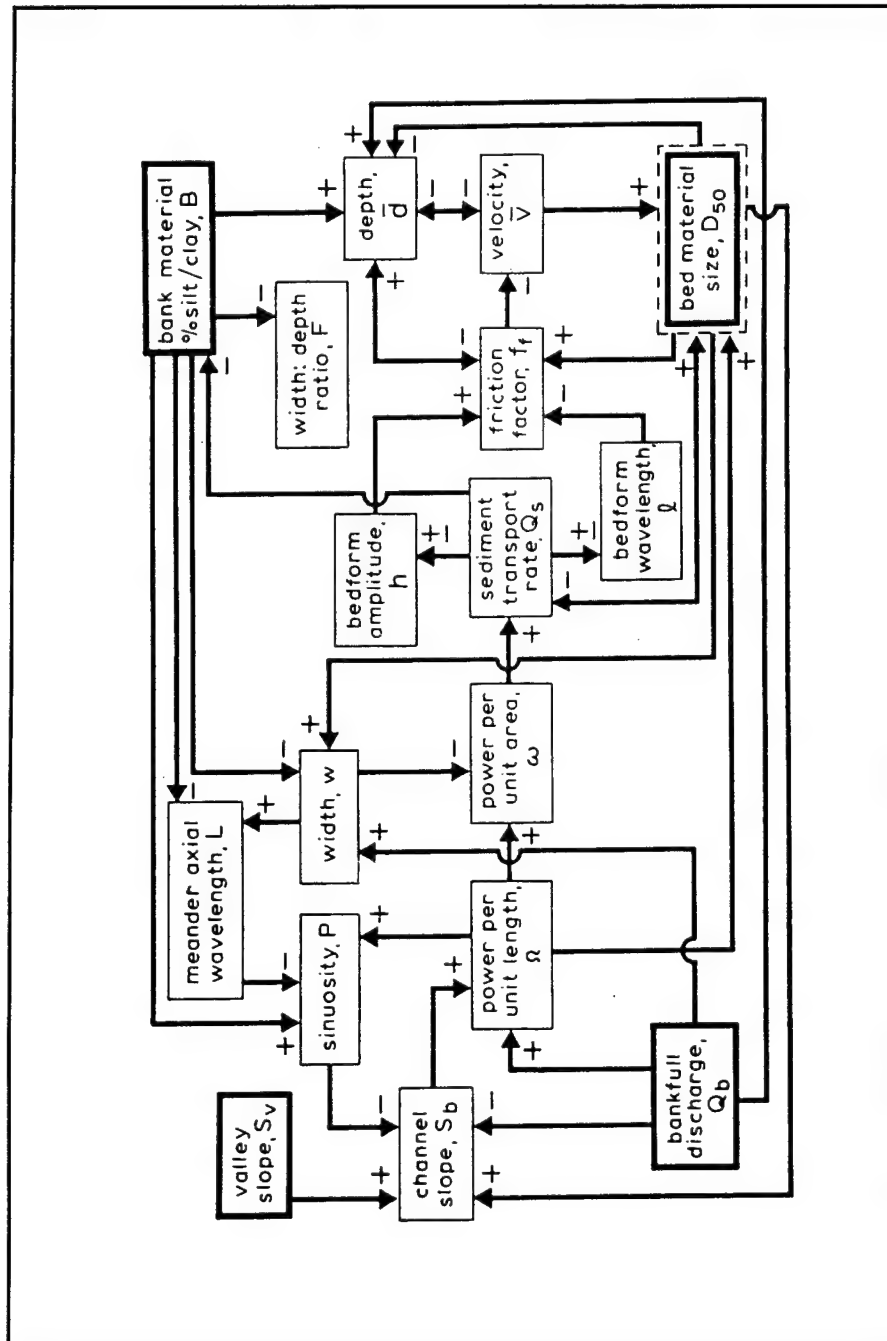 valley
slope, Sv
channel
slope, Sb
bankfull
discharge,
Qb
meander axial
wavelength, L
sinuosity, P
power per
unit length,
Ω
width, w
power per
unit area,
ω
bank material
%silt/clay, B
width: depth
ratio, F
bedform
amplitude,
h
sediment
transport
rate, Qs
bedform
wavelength,
ℓ
depth,
d̅
friction
factor, ff
velocity,
v̅
bed material
size, D50
+
−
+
−
+
+
+
−
+
+
−
+
−
+
+
−
+
−
+
+
−
−
±
±
−
+
−
+
−
+
+
−
+
−
−
−
+
+
+